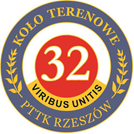 KOŁO TERENOWE
32
VIRIBUS UNITIS
PTTK RZESZÓW